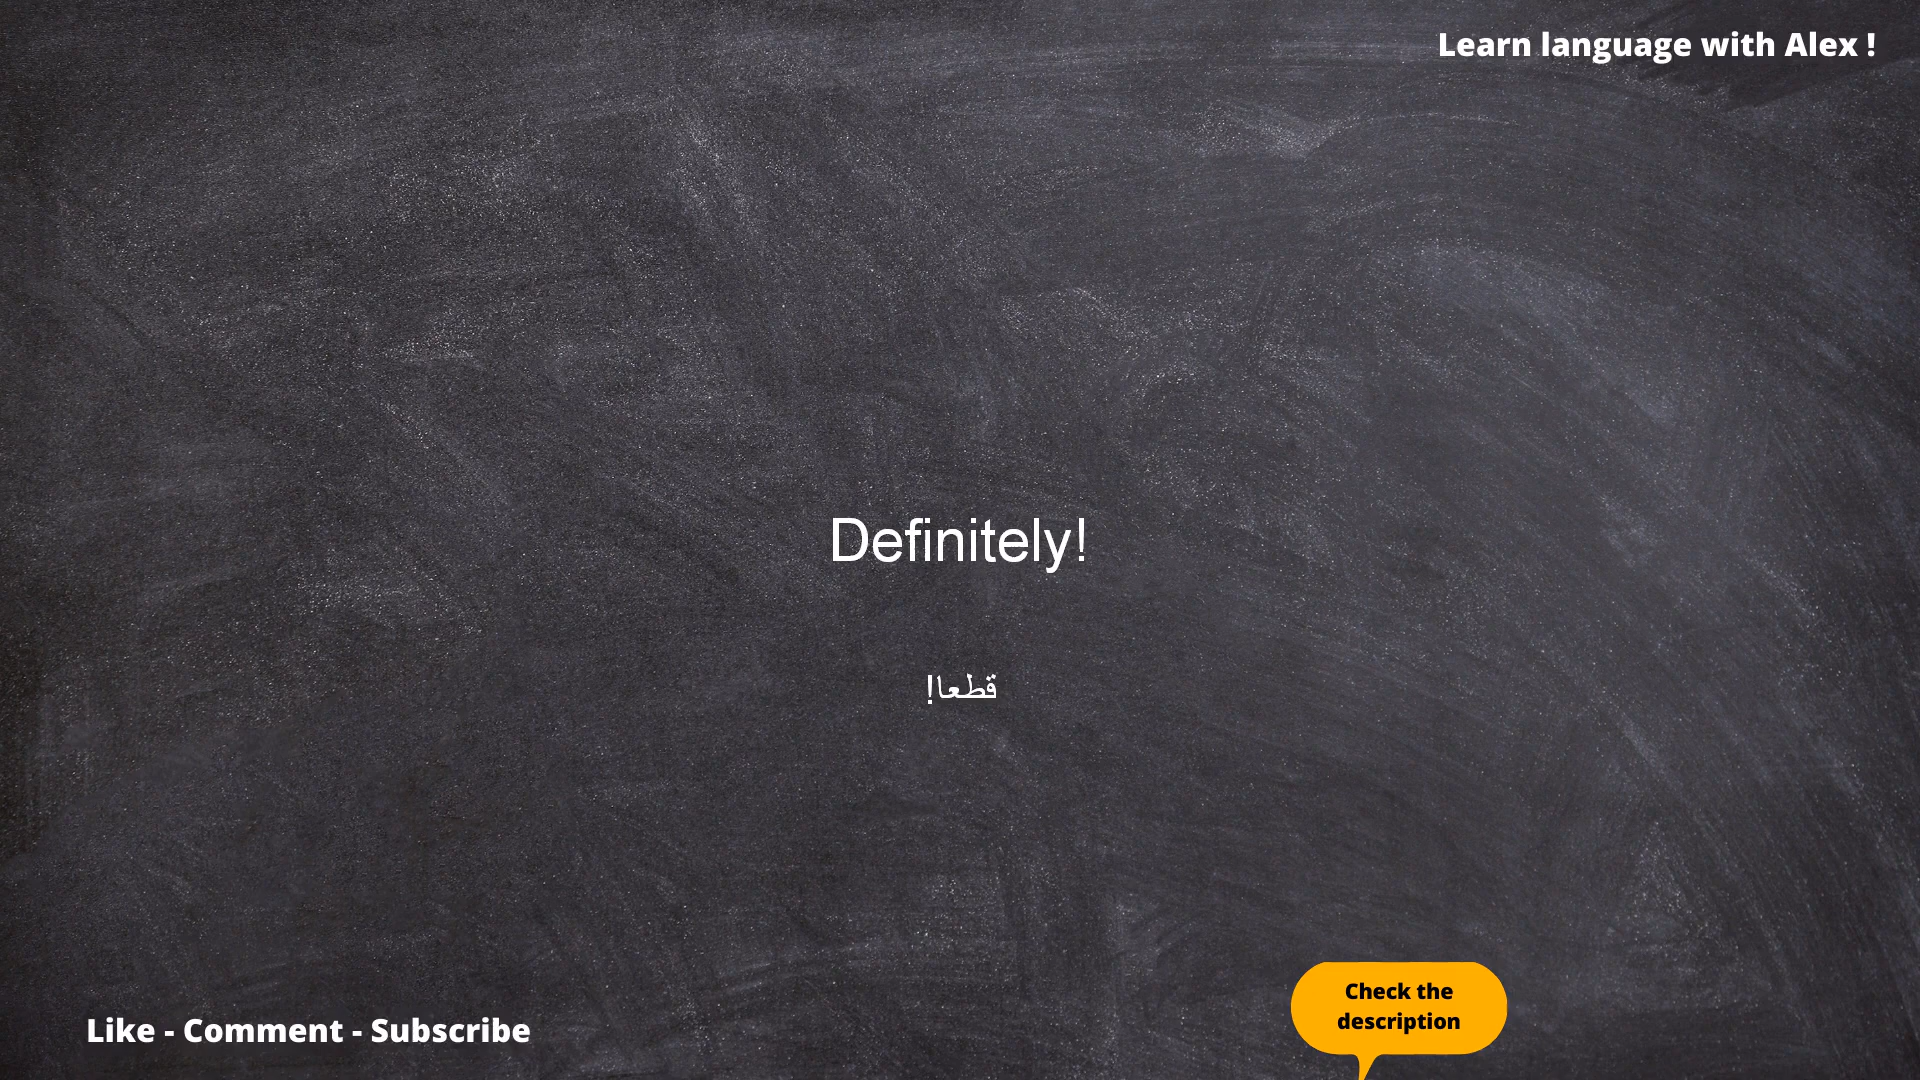 Learn language with Alex !
Definitely!
قطعا!
Check the
description
Like - Comment - Subscribe